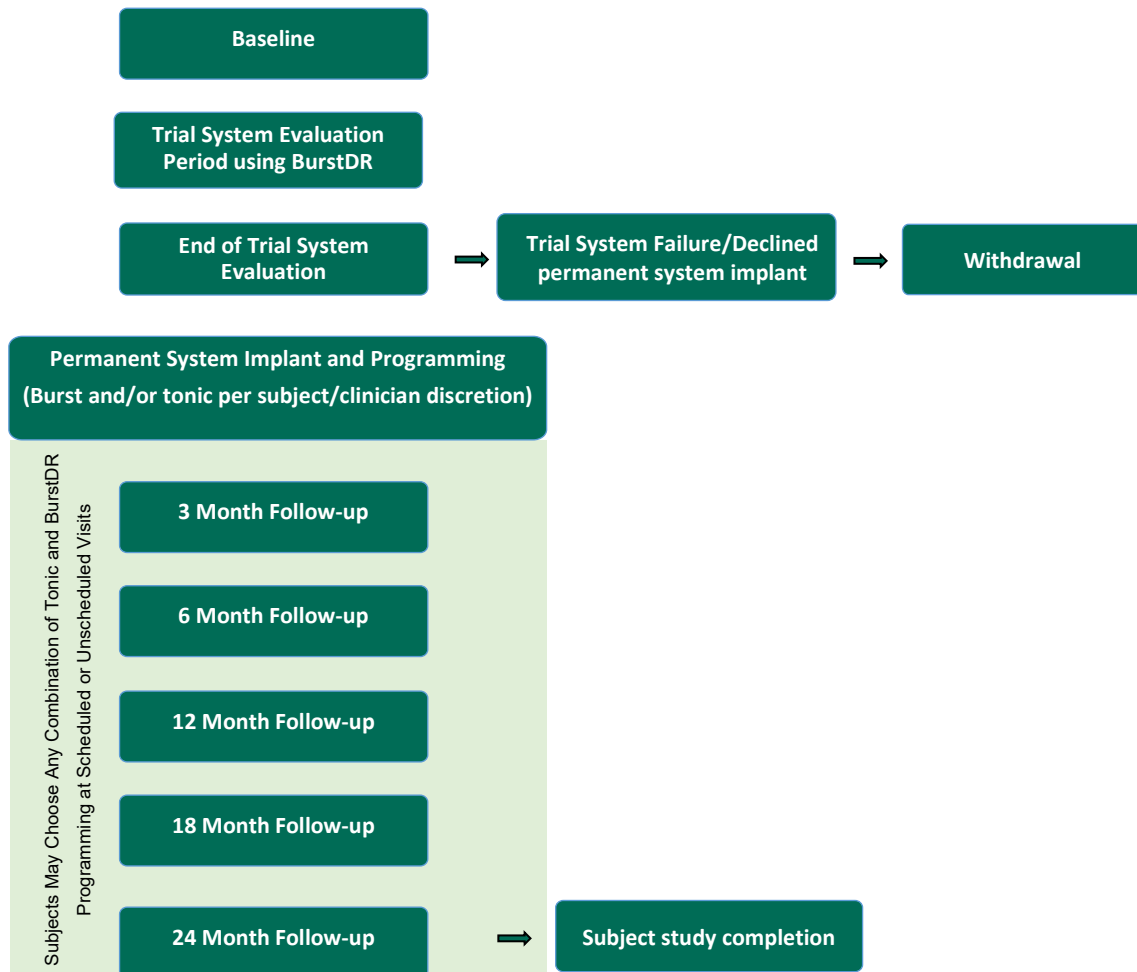 Baseline
Trial System Evaluation
Period using BurstDR
End of Trial System
Evaluation
Trial System Failure/Declined
permanent system implant
Withdrawal
Permanent System Implant and Programming
(Burst and/or tonic per subject/clinician discretion)
Subjects May Choose Any Combination of Tonic and BurstDR
Programming at Scheduled or Unscheduled Visits
3 Month Follow-up
6 Month Follow-up
12 Month Follow-up
18 Month Follow-up
24 Month Follow-up
Subject study completion